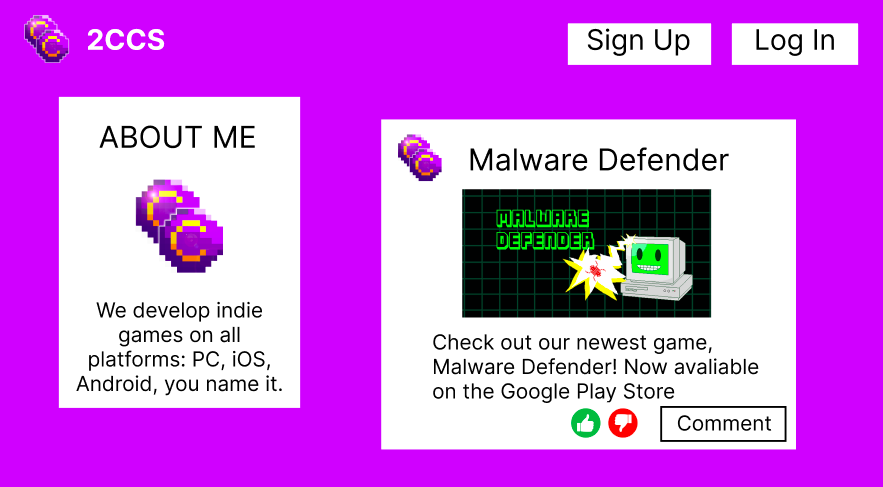 2CCS
Sign Up
Log In
ABOUT ME
We develop indie
games on all
platforms: PC, iOS,
Android, you name it.
Malware Defender
MALWARE
DEFENDER
Check out our newest game,
Malware Defender! Now avaliable
on the Google Play Store
Comment